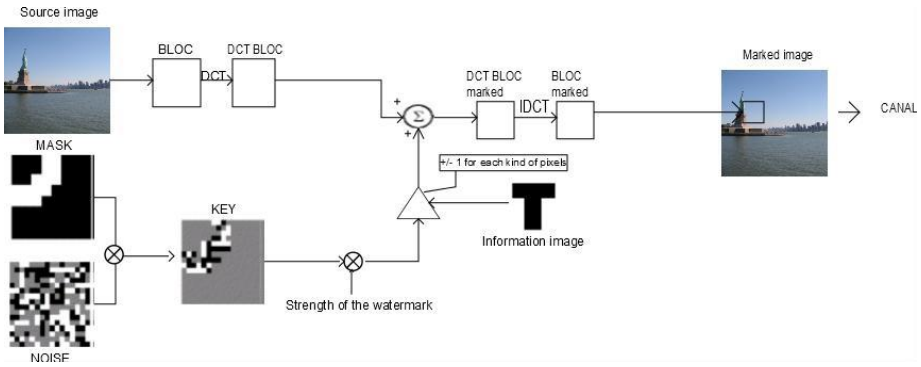 Source image
BLOC
DCT
DCT BLOC
+
Σ
+
DCT BLOC
marked
IDCT
BLOC
marked
Marked image
CANAL
MASK
+/- 1 for each kind of pixels
KEY
Information image
Strength of the watermark
NOISE